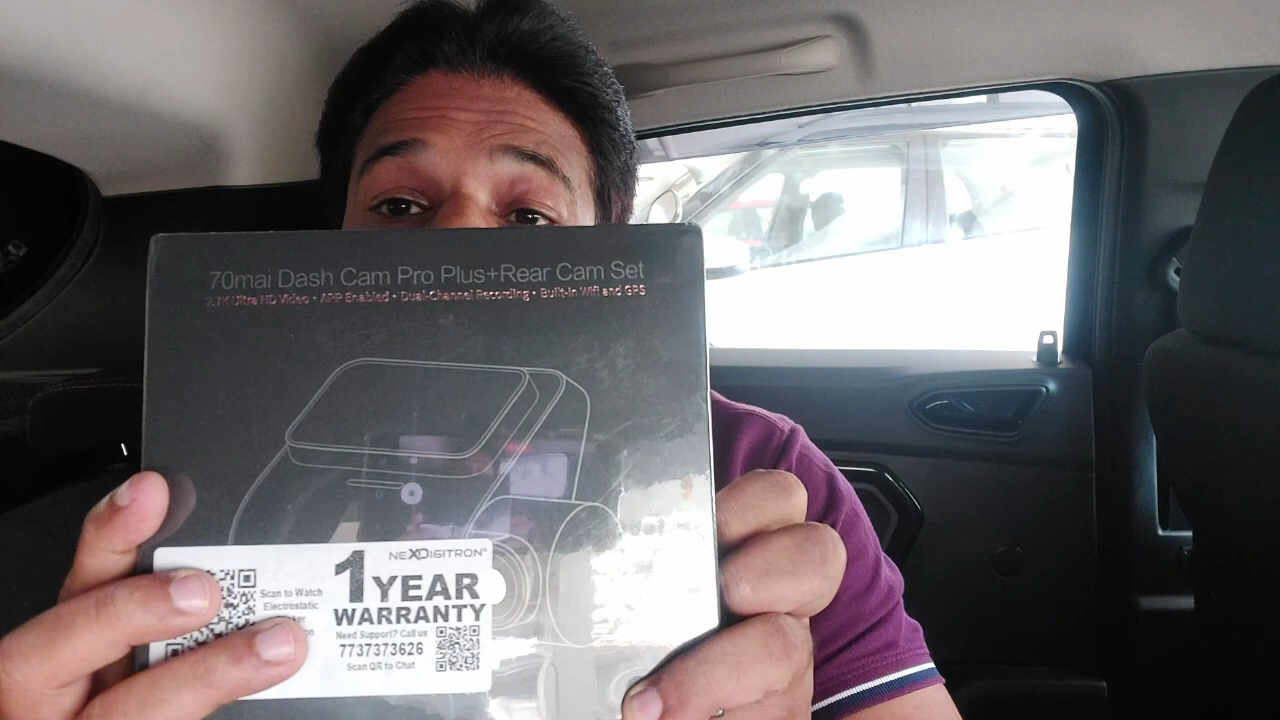 70mai Dash Cam Pro Plus+Rear Cam Set
2.7K Ultra HD Video • APP Enabled • Dual-Channel Recording • Built-in Wifi and GPS
NEXDIGITRON®
1 YEAR
WARRANTY
Need Support? Call us
7737373626
Scan QR to Chat
Scan to Watch
Electrostatic